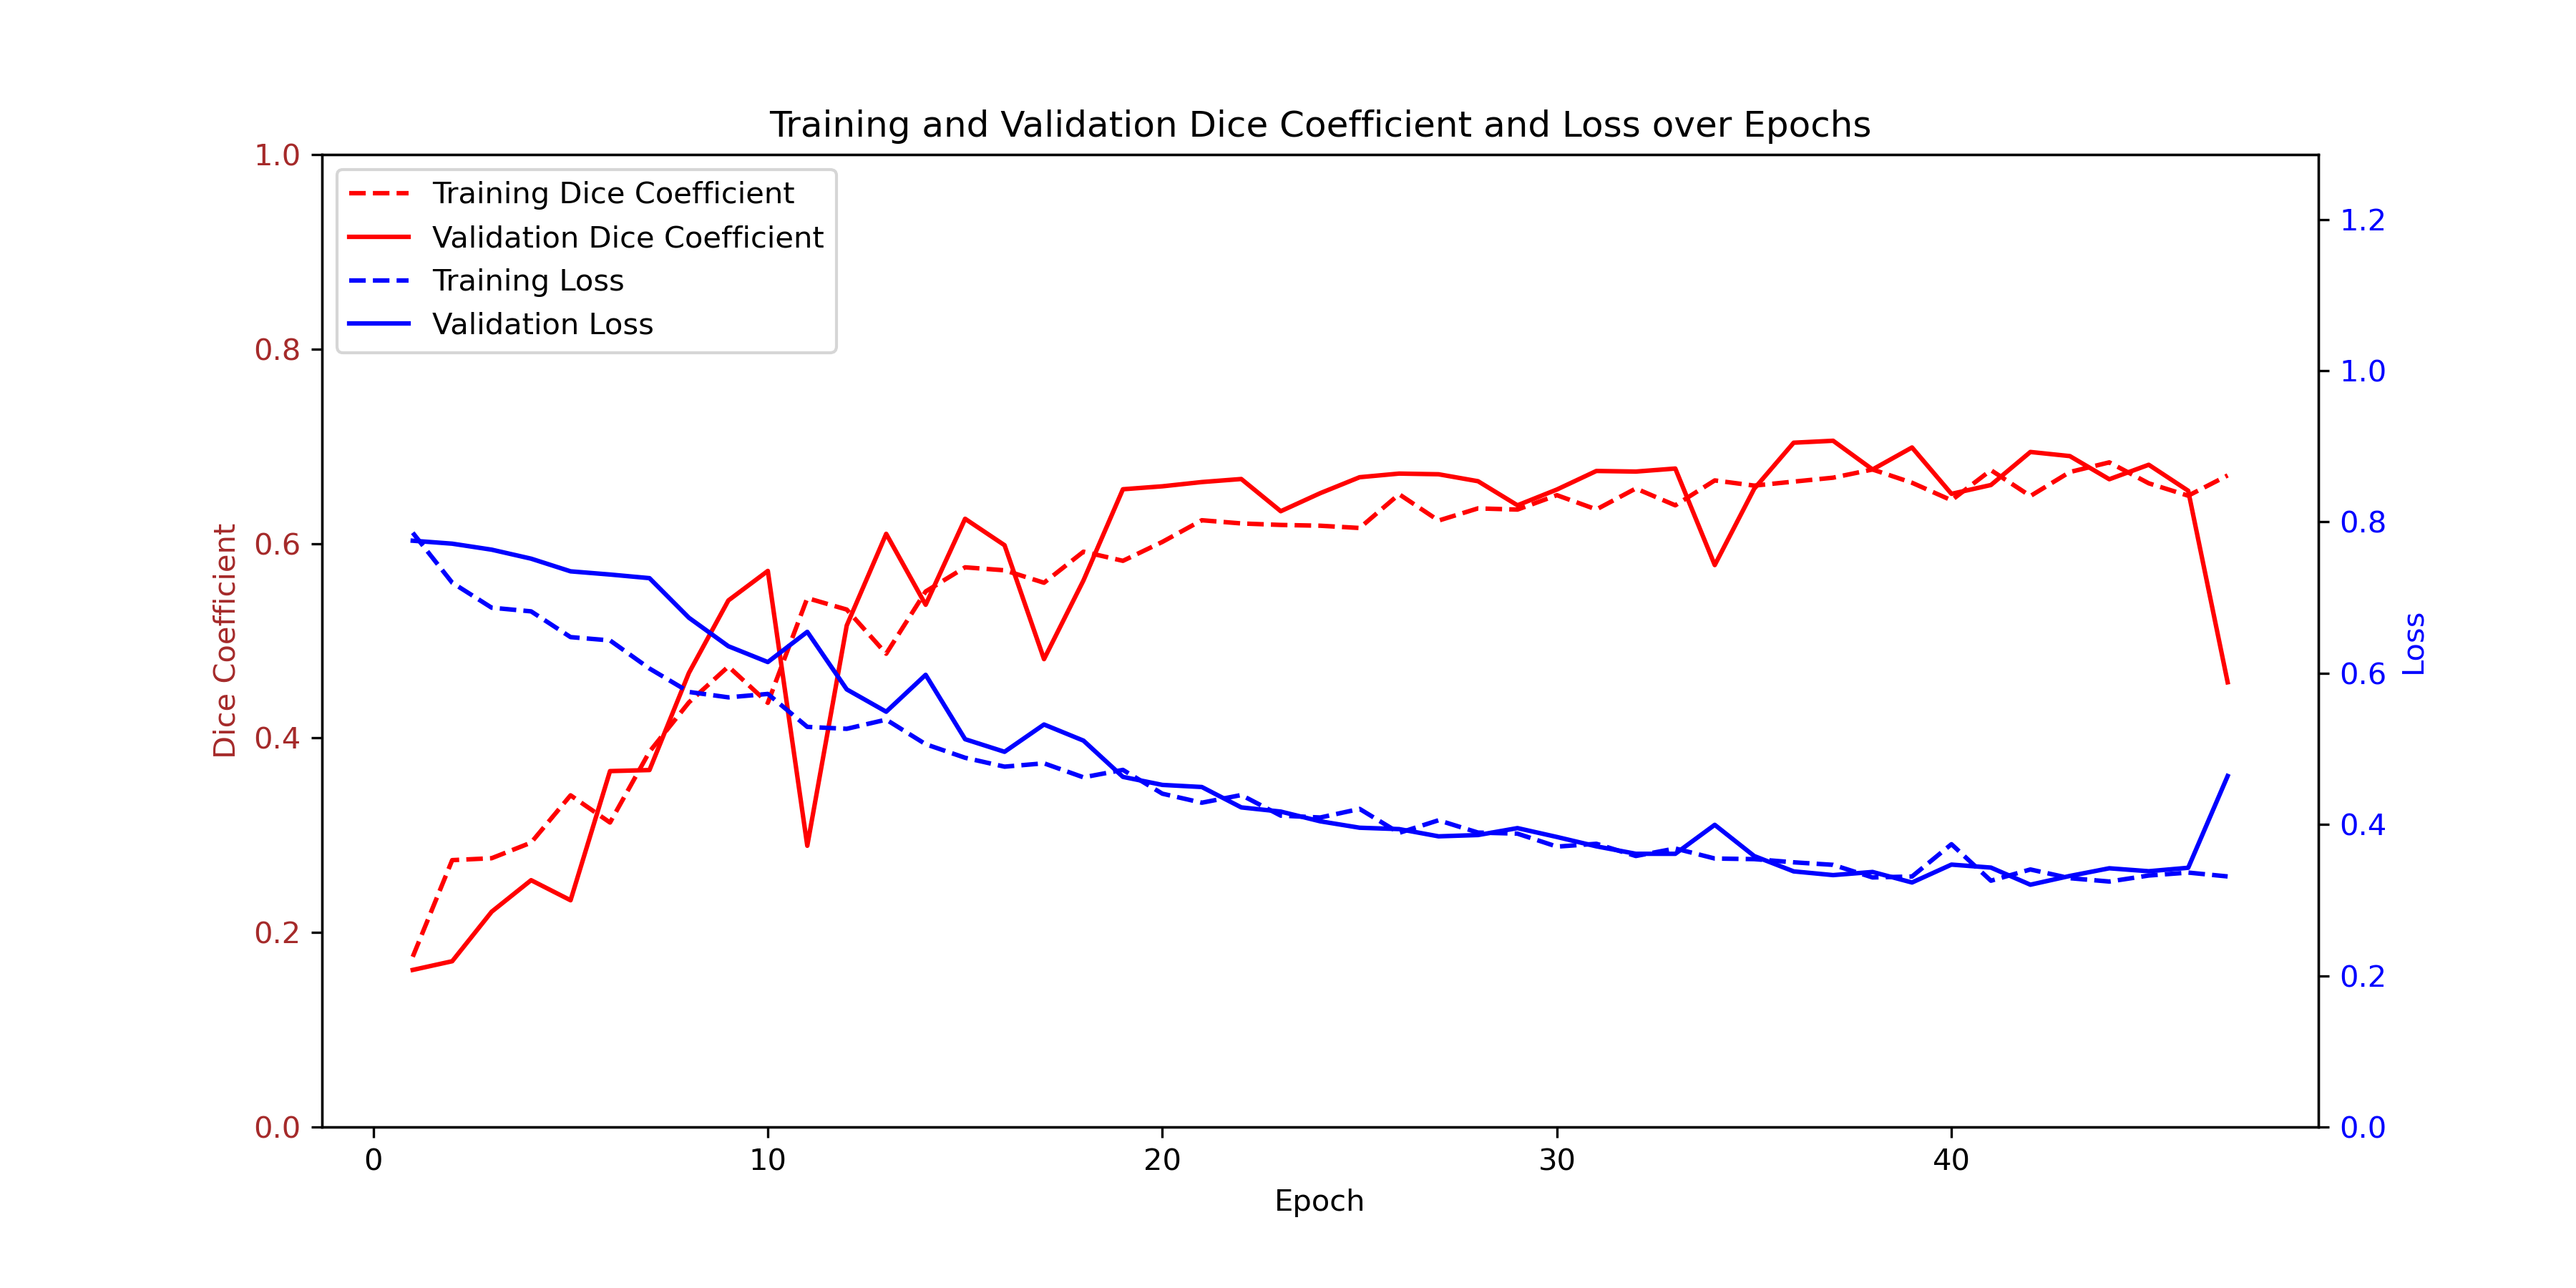 Training and Validation Dice Coefficient and Loss over Epochs
Training Dice Coefficient
Validation Dice Coefficient
Training Loss
Validation Loss
Dice Coefficient
1.0
0.8
0.6
0.4
0.2
0.0
0
10
20
30
40
Epoch
1.2
1.0
0.8
0.6
0.4
0.2
0.0
Loss